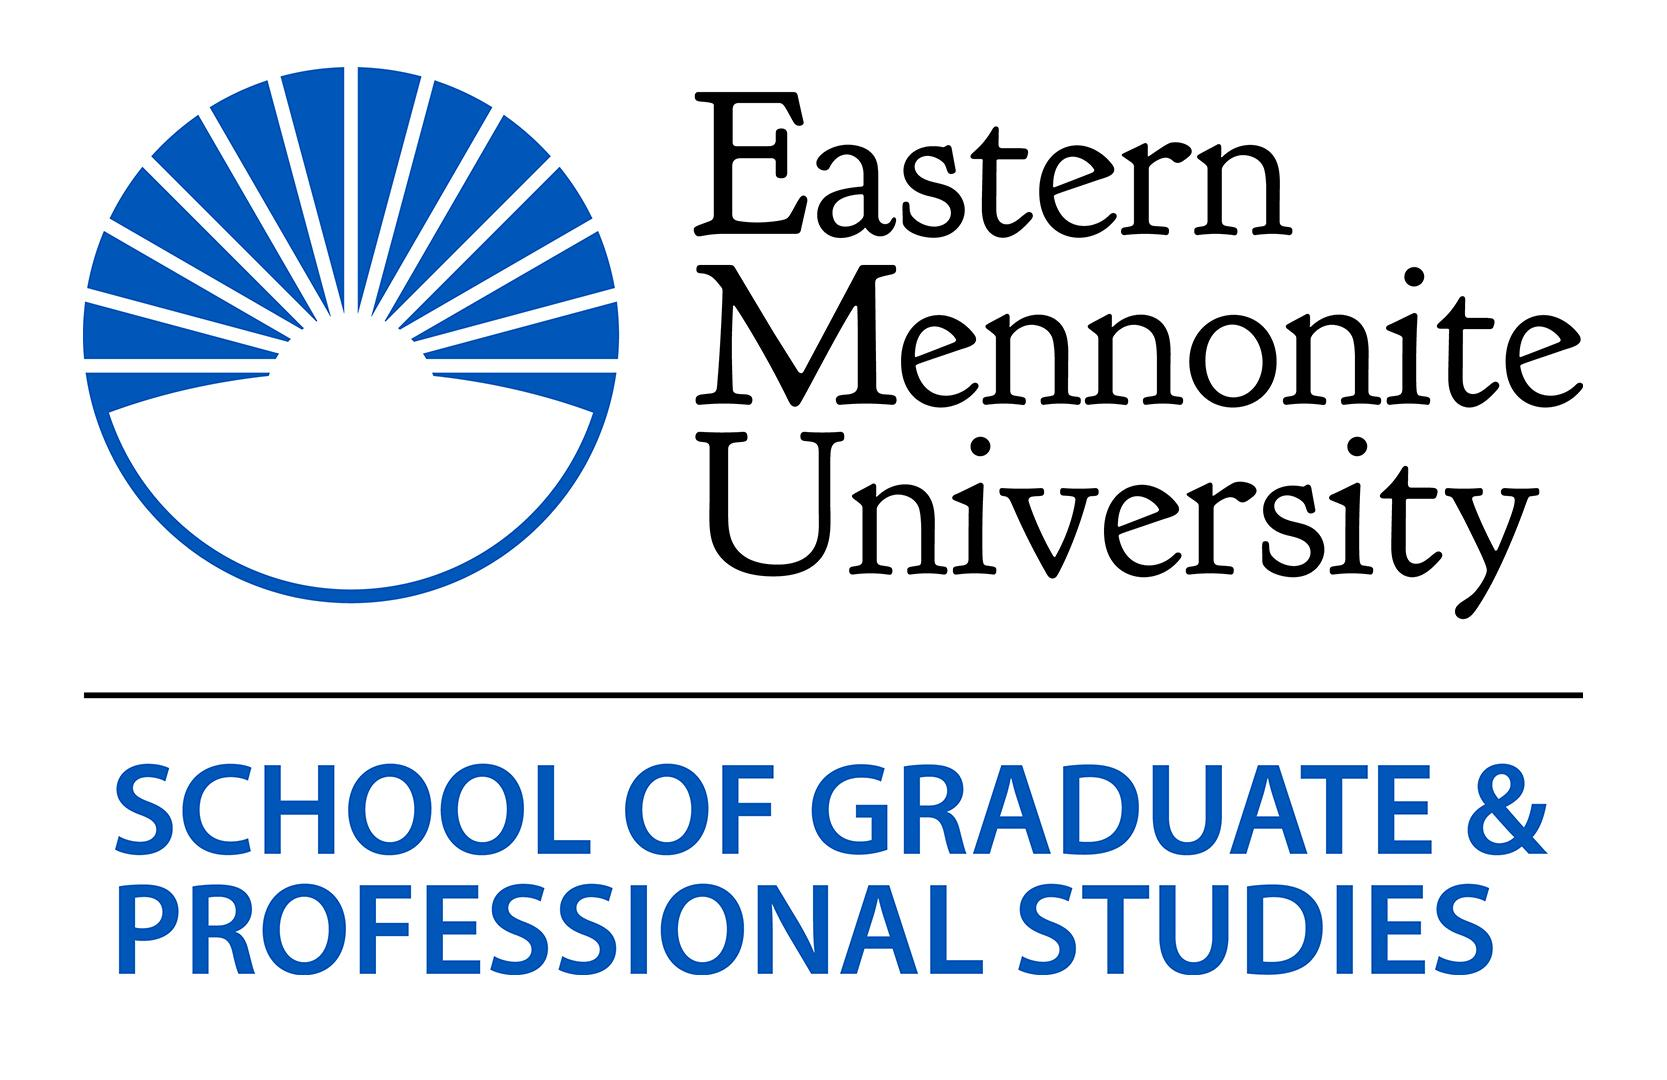 Eastern
Mennonite
University
SCHOOL OF GRADUATE &
PROFESSIONAL STUDIES